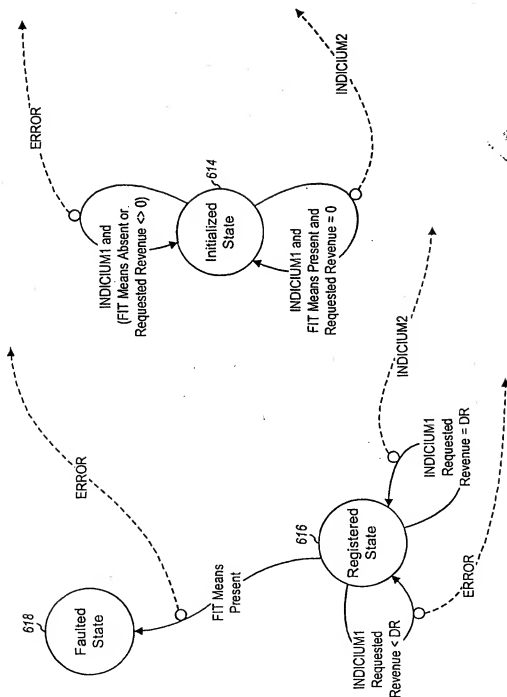 ERROR
INDICIUM1 and
(FIT Means Absent or
Requested Revenue <> 0)
614
Initialized
State
INDICIUM1 and
FIT Means Present and
Requested Revenue = 0
INDICIUM2
618
Faulted
State
ERROR
FIT Means
Present
616
Registered
State
INDICIUM1
Requested
Revenue < DR
ERROR
INDICIUM1
Requested
Revenue = DR
INDICIUM2